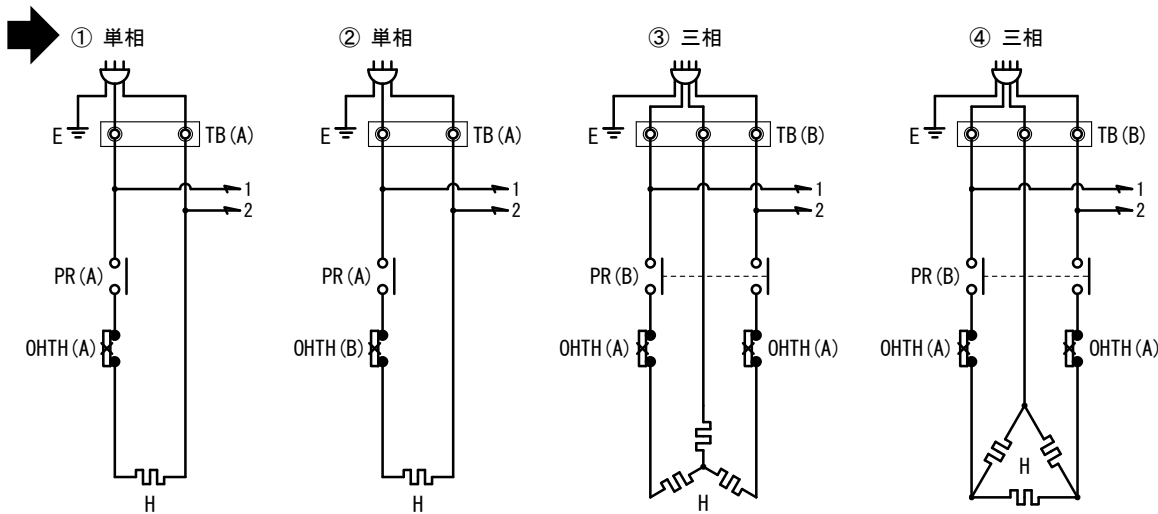 ① 単相
E
TB(A)
1
2
PR(A)
OHTH(A)
H
② 単相
E
TB(A)
1
2
PR(A)
OHTH(B)
H
③ 三相
E
TB(B)
1
2
PR(B)
OHTH(A)
OHTH(A)
H
④ 三相
E
TB(B)
1
2
PR(B)
OHTH(A)
OHTH(A)
H